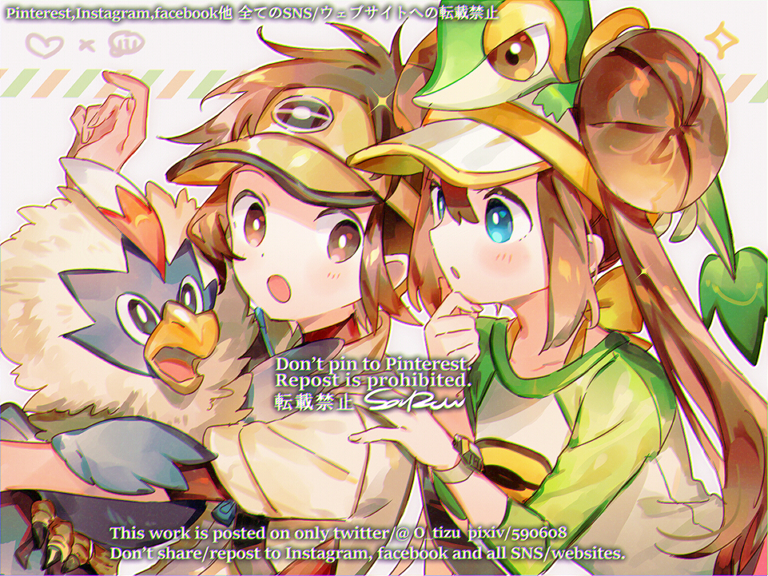 Pinterest,Instagram,facebook他 全てのSNS/ウェブサイトへの転載禁止
Don't pin to Pinterest.
Repost is prohibited.
転載禁止
This work is posted on only twitter/@ O_tizu pixiv/590608
Don't share/repost to Instagram, facebook and all SNS/websites.